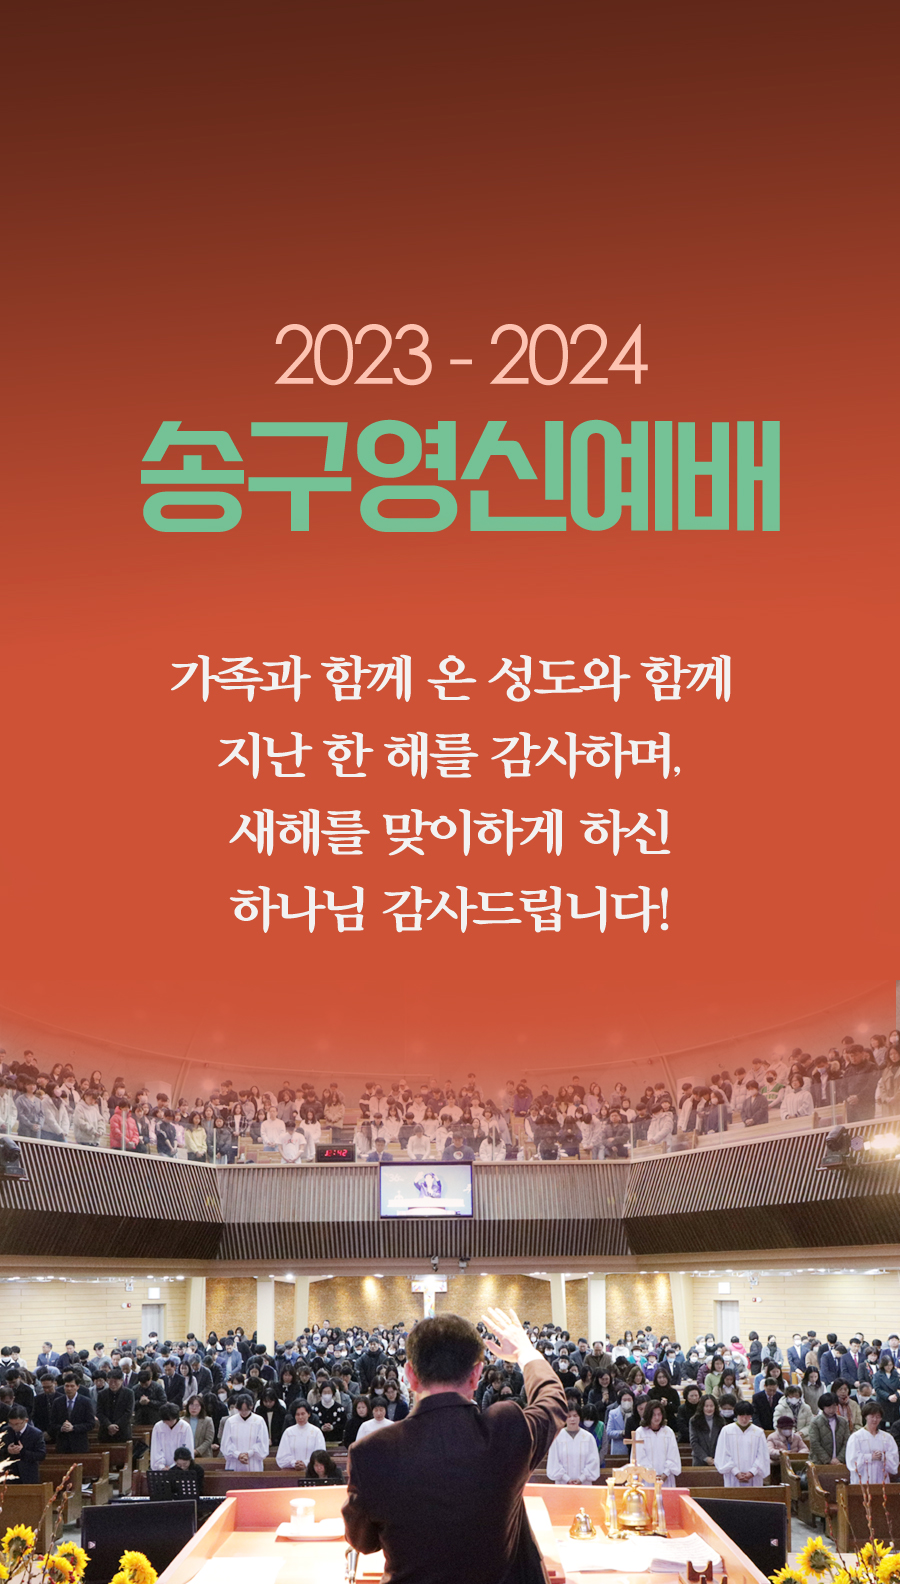 2023 - 2024
송구영신예배
가족과 함께 온 성도와 함께
지난 한 해를 감사하며,
새해를 맞이하게 하신
하나님 감사드립니다!